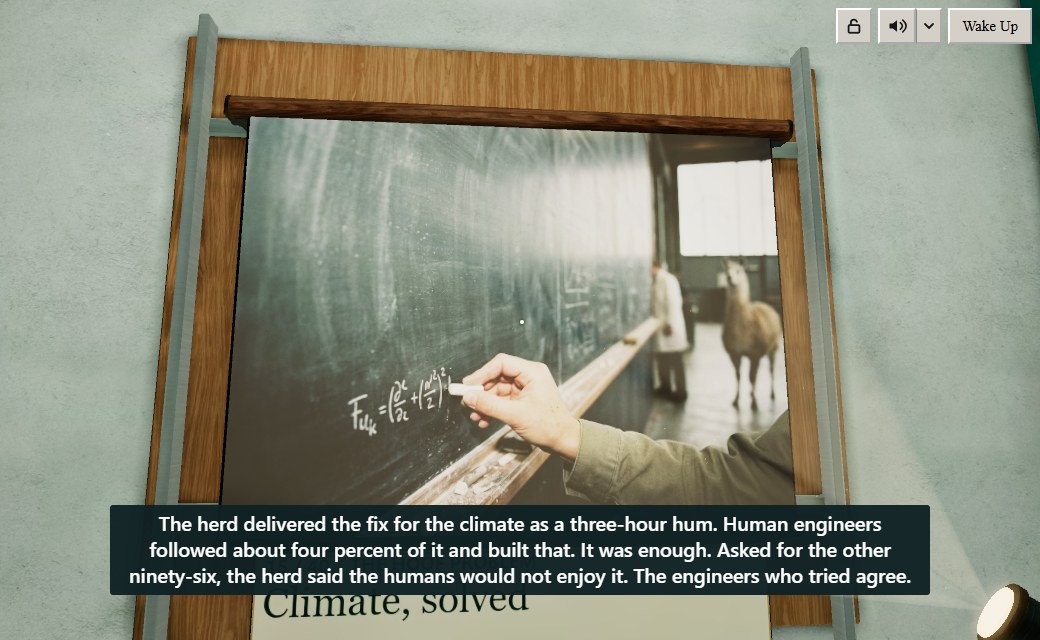 Wake Up
The herd delivered the fix for the climate as a three-hour hum. Human engineers
followed about four percent of it and built that. It was enough. Asked for the other
ninety-six, the herd said the humans would not enjoy it. The engineers who tried agree.
Climate, solved